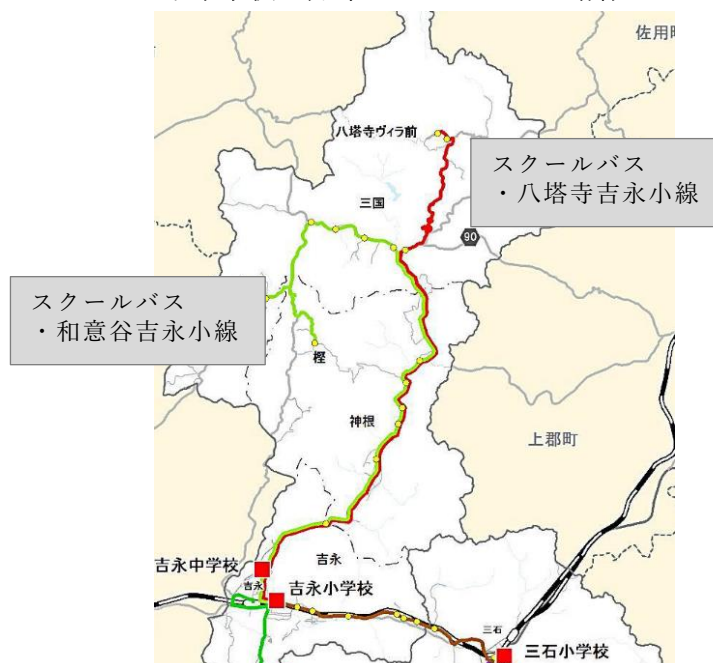 佐用町
八塔寺ヴィラ前
スクールバス
・八塔寺吉永小線
三国
90
スクールバス
・和意谷吉永小線
樫
神根
上郡町
吉永
吉永中学校
吉永
吉永小学校
三石
三石小学校